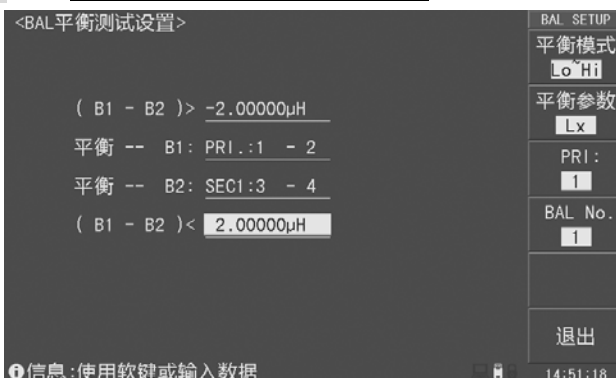 <BAL平衡测试设置>
( B1 - B2 )> -2.00000μH
平衡 -- B1: PRI.:1 - 2
平衡 -- B2: SEC1:3 - 4
( B1 - B2 )< 2.00000μH
BAL SETUP
平衡模式
Lo~Hi
平衡参数
Lx
PRI:
1
BAL No.
1
退出
信息:使用软键或输入数据
14:51:18